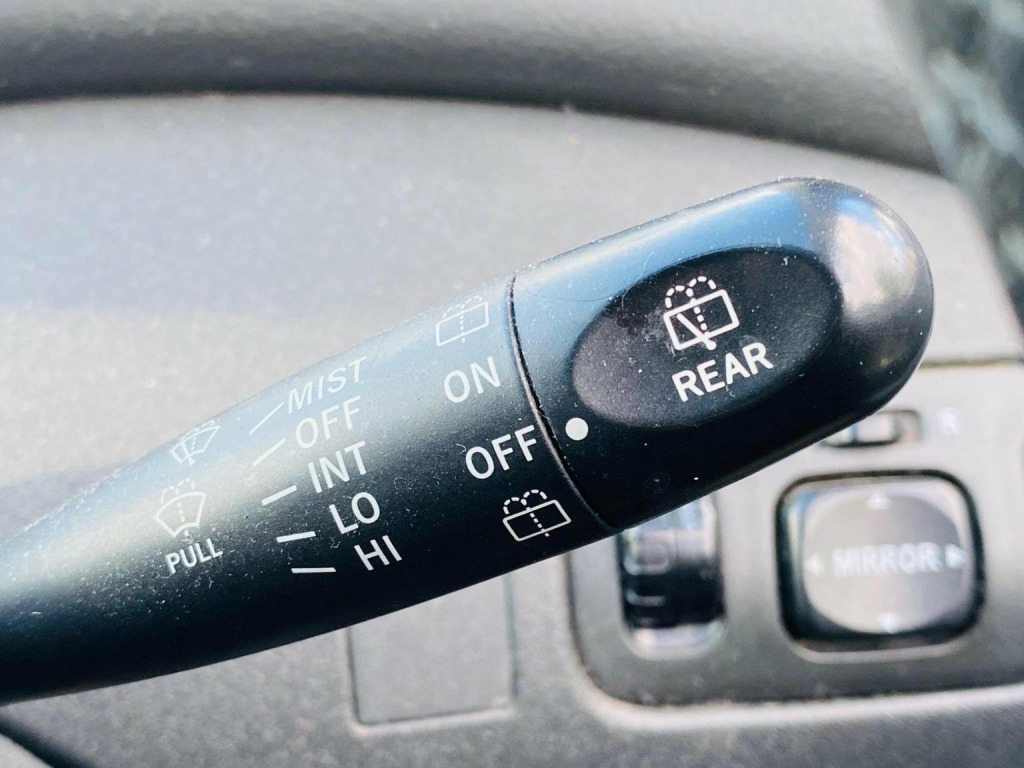 REAR
ON
OFF
MIST
OFF
INT
LO
HI
PULL
MIRROR